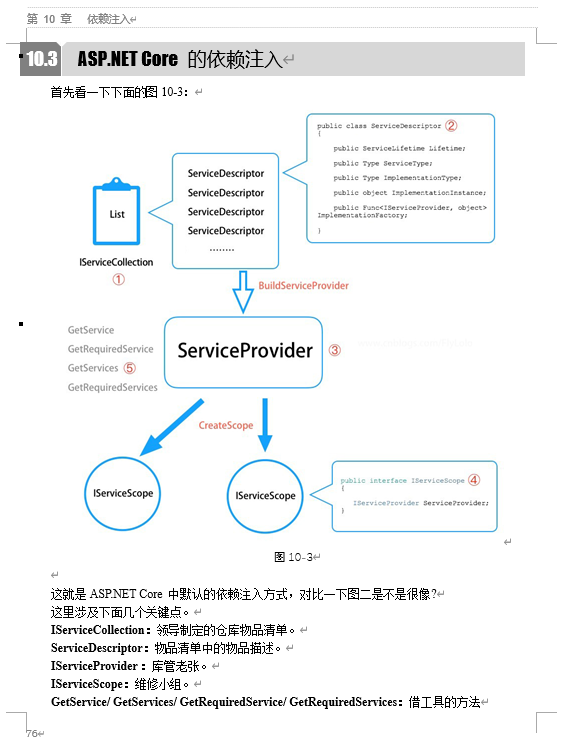 第 10 章 依赖注入
10.3 ASP.NET Core 的依赖注入
首先看一下下面的图 10-3：
public class ServiceDescriptor ②
{
public ServiceLifetime Lifetime;
public Type ServiceType;
public Type ImplementationType;
public object ImplementationInstance;
public Func<IServiceProvider, object>
ImplementationFactory;
}
ServiceDescriptor
ServiceDescriptor
ServiceDescriptor
ServiceDescriptor
........
List
IServiceCollection
①
BuildServiceProvider
GetService
GetRequiredService
GetServices ⑤
GetRequiredServices
ServiceProvider ③
CreateScope
IServiceScope
IServiceScope
public interface IServiceScope ④
{
IServiceProvider ServiceProvider;
}
图 10-3
这就是 ASP.NET Core 中默认的依赖注入方式，对比一下图二是不是很像?
这里涉及下面几个关键点。
IServiceCollection：领导制定的仓库物品清单。
ServiceDescriptor：物品清单中的物品描述。
IServiceProvider：库管老张。
IServiceScope：维修小组。
GetService/ GetServices/ GetRequiredService/ GetRequiredServices：借工具的方法
76